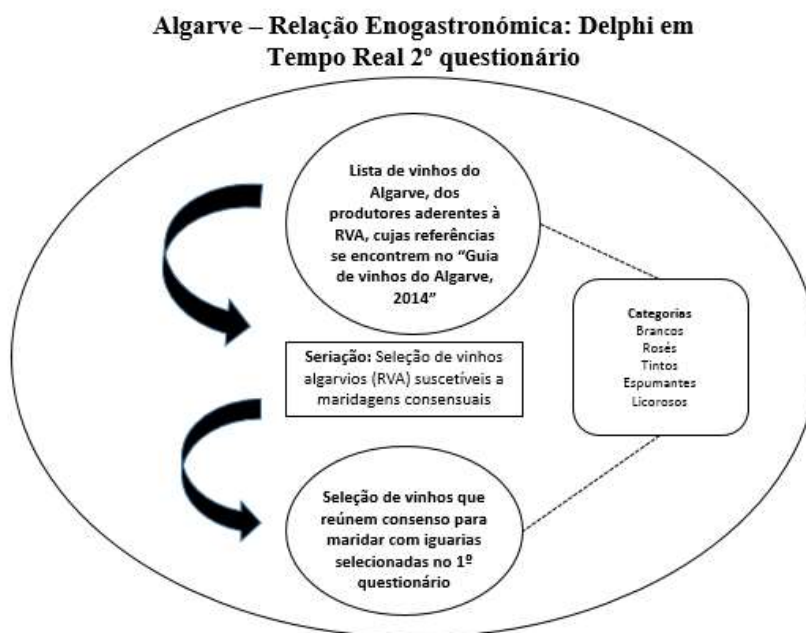 Algarve – Relação Enogastronómica: Delphi em
Tempo Real 2º questionário
Lista de vinhos do
Algarve, dos
produtores aderentes à
RVA, cujas referências
se encontrem no “Guia
de vinhos do Algarve,
2014”
Categorias
Brancos
Rosés
Tintos
Espumantes
Licorosos
Seriação: Seleção de vinhos
algarvios (RVA) suscetíveis a
maridagens consensuais
Seleção de vinhos que
reúnem consenso para
maridar com iguarias
selecionadas no 1º
questionário